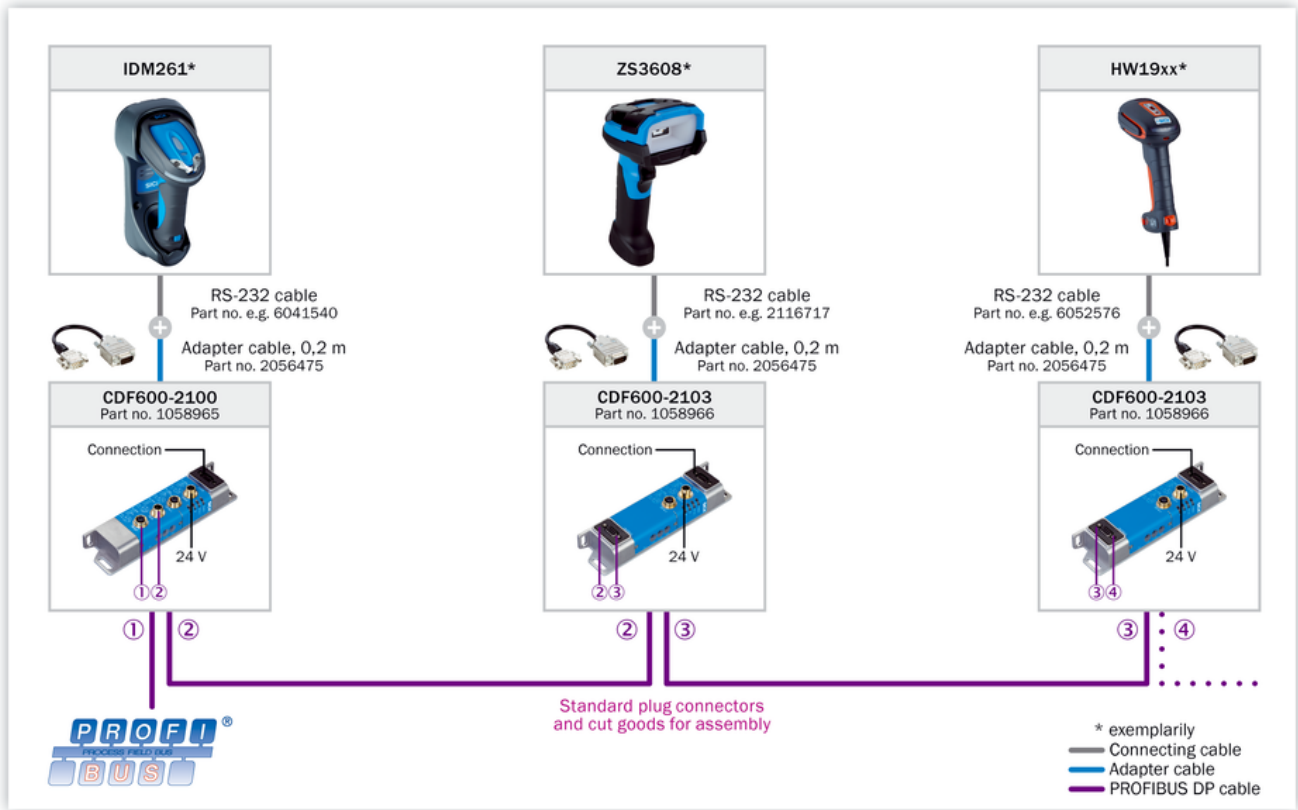 IDM261*
RS-232 cable
Part no. e.g. 6041540
Adapter cable, 0,2 m
Part no. 2056475
CDF600-2100
Part no. 1058965
Connection
24 V
①②
ZS3608*
RS-232 cable
Part no. e.g. 2116717
Adapter cable, 0,2 m
Part no. 2056475
CDF600-2103
Part no. 1058966
Connection
24 V
②③
HW19xx*
RS-232 cable
Part no. e.g. 6052576
Adapter cable, 0,2 m
Part no. 2056475
CDF600-2103
Part no. 1058966
Connection
24 V
③④
① ②
② ③
③ ④
Standard plug connectors
and cut goods for assembly
PROFI®
PROCESS FIELD BUS
BUS
* exemplarily
Connecting cable
Adapter cable
PROFIBUS DP cable